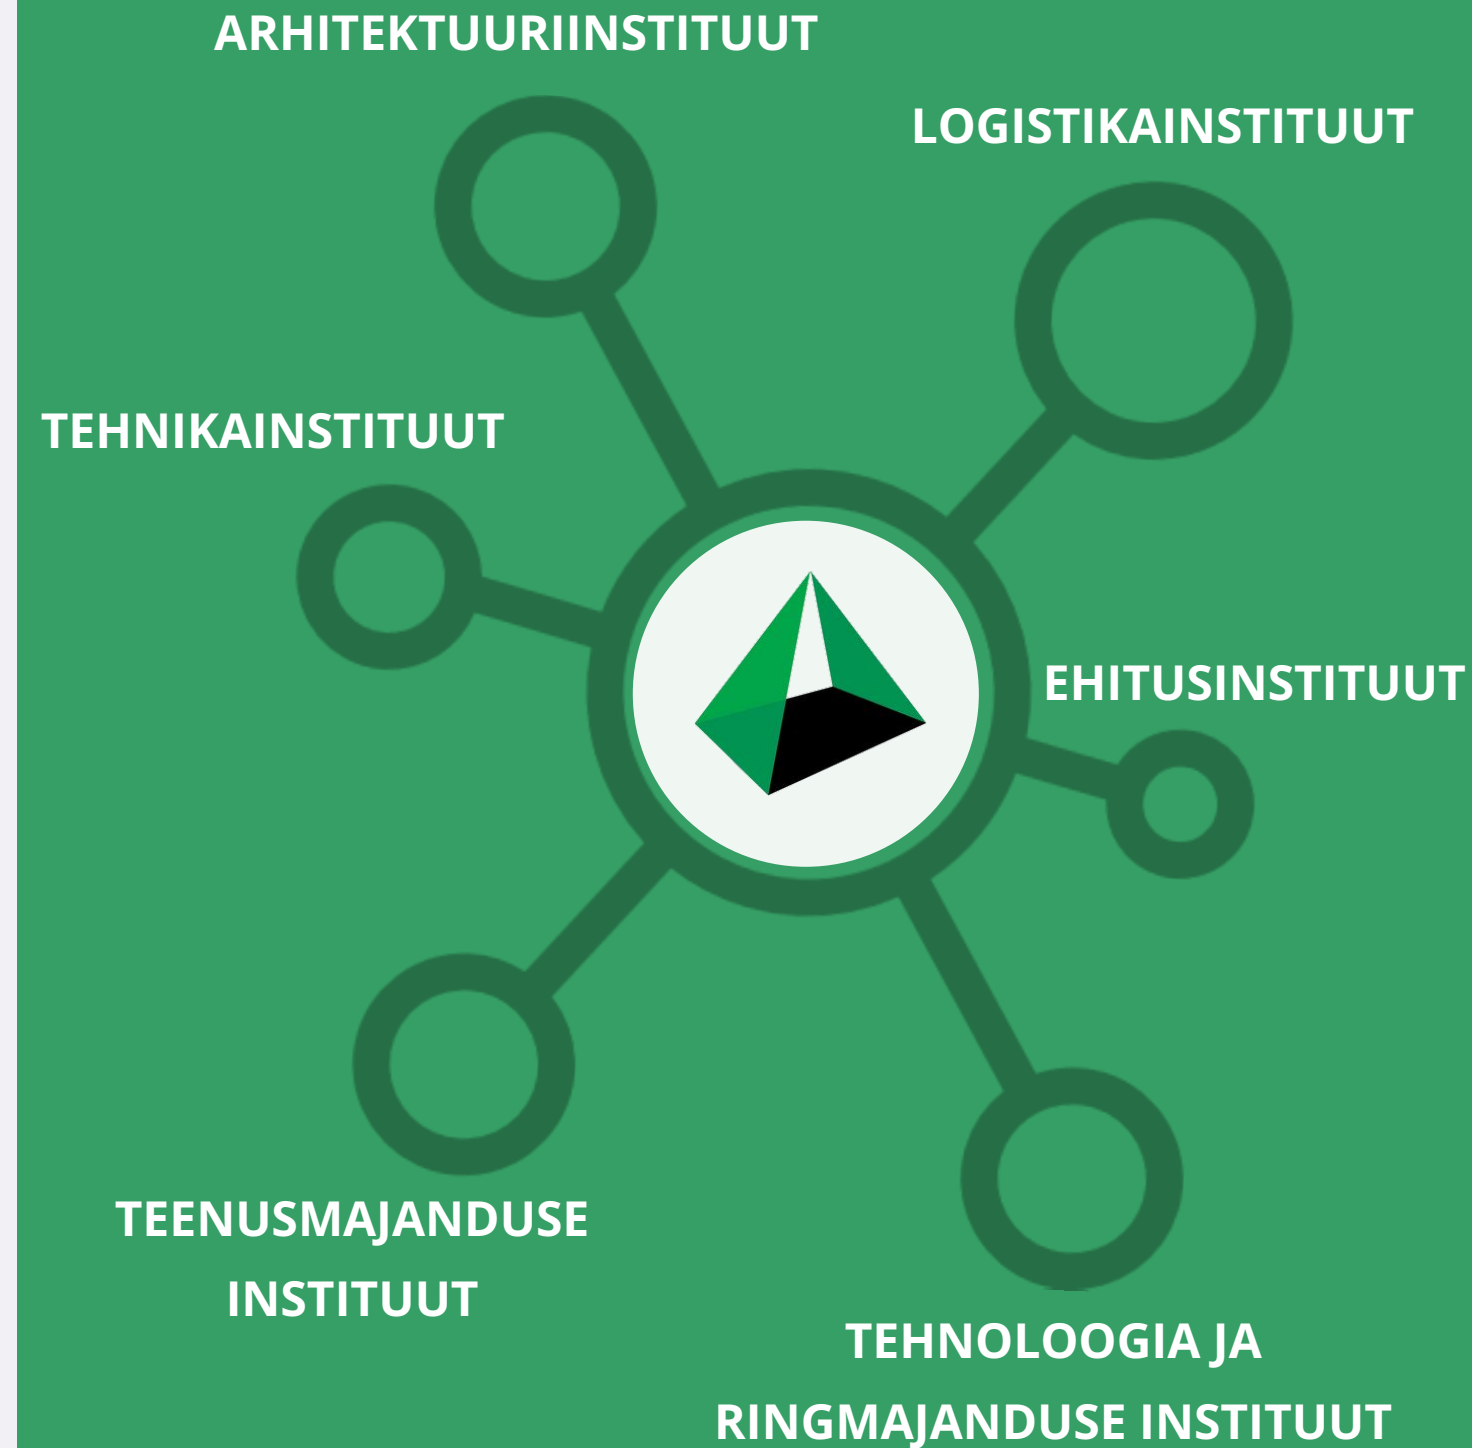 ARHITEKTUURIINSTITUUT
LOGISTIKAINSTITUUT
TEHNIKAINSTITUUT
EHITUSINSTITUUT
TEENUSMAJANDUSE
INSTITUUT
TEHNOLOOGIA JA
RINGMAJANDUSE INSTITUUT